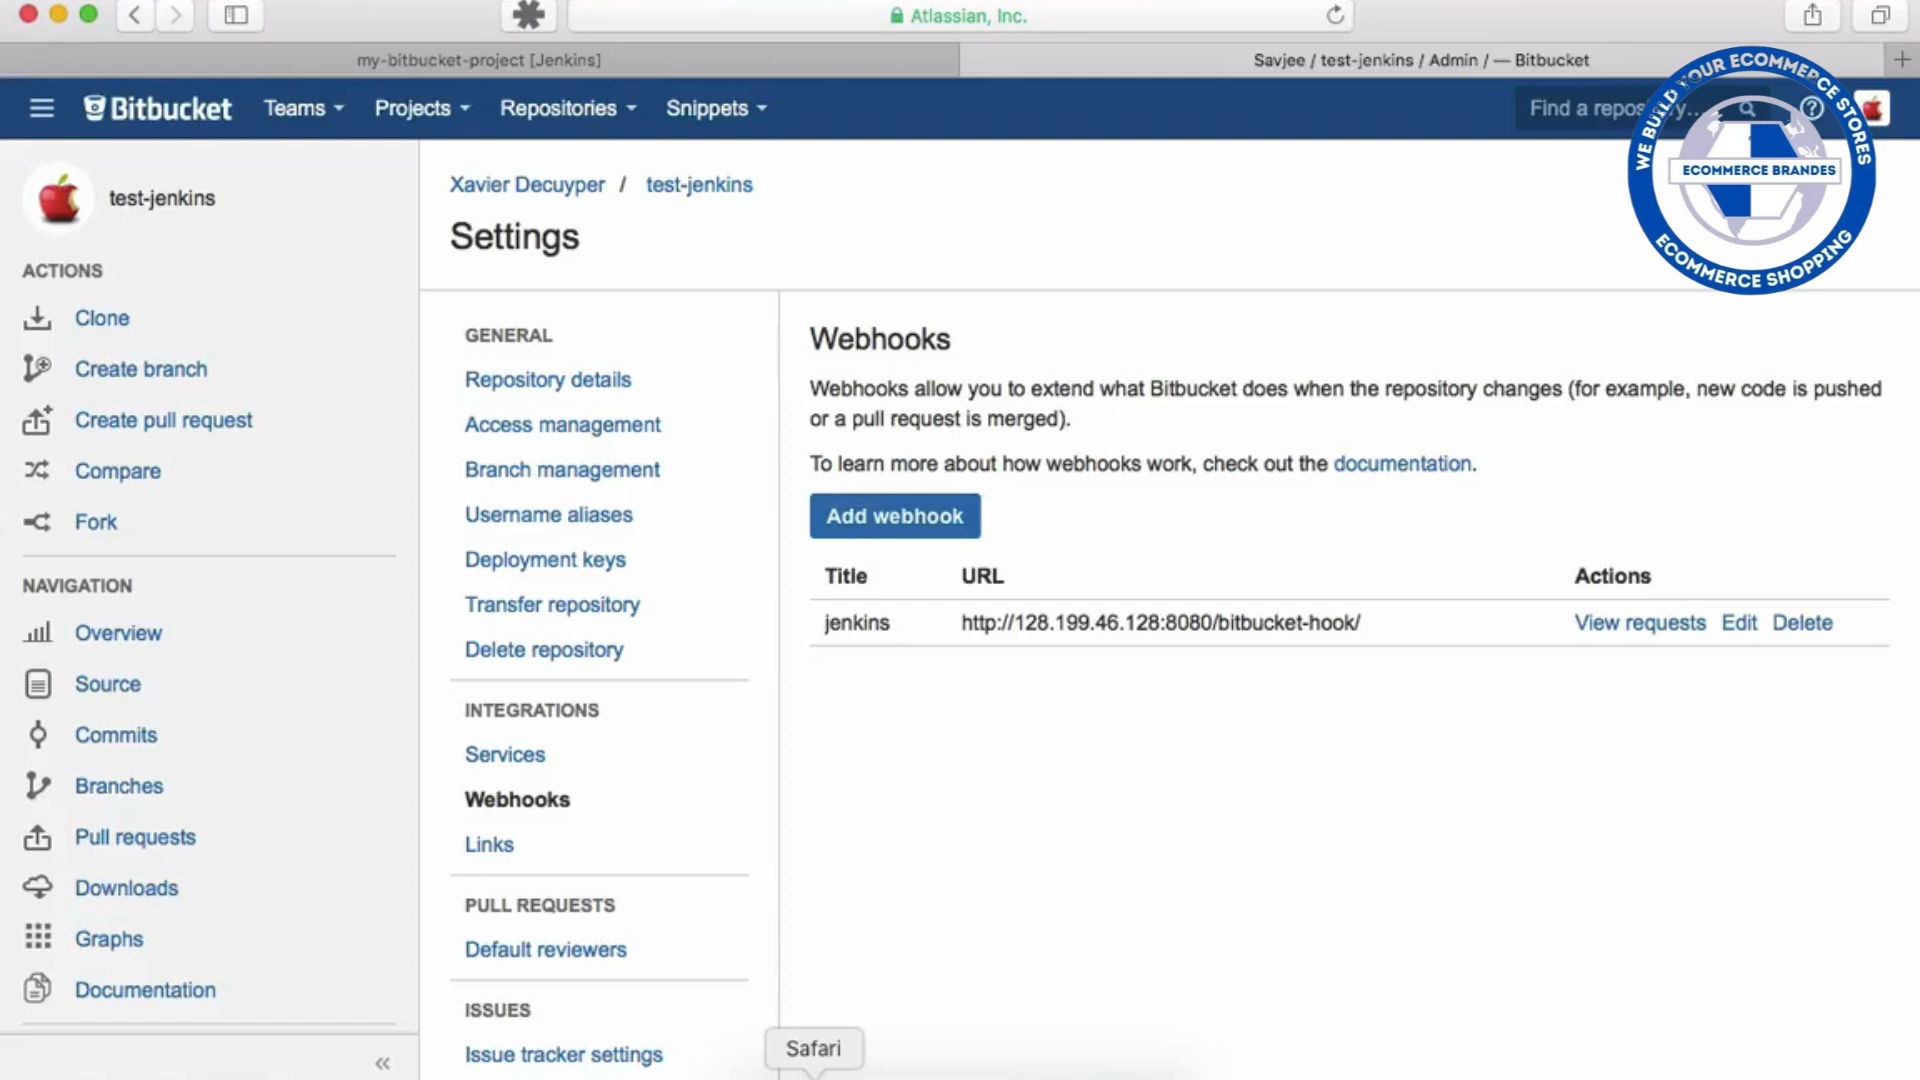 Atlassian, Inc.
my-bitbucket-project [Jenkins]
Savjee / test-jenkins / Admin / — Bitbucket
Bitbucket
Teams
Projects
Repositories
Snippets
Find a repository...
WE BUILD YOUR ECOMMERCE STORES
ECOMMERCE BRANDES
ECOMMERCE SHOPPING
test-jenkins
ACTIONS
Clone
Create branch
Create pull request
Compare
Fork
NAVIGATION
Overview
Source
Commits
Branches
Pull requests
Downloads
Graphs
Documentation
Xavier Decuyper / test-jenkins
Settings
GENERAL
Repository details
Access management
Branch management
Username aliases
Deployment keys
Transfer repository
Delete repository
INTEGRATIONS
Services
Webhooks
Links
PULL REQUESTS
Default reviewers
ISSUES
Issue tracker settings
Webhooks
Webhooks allow you to extend what Bitbucket does when the repository changes (for example, new code is pushed
or a pull request is merged).
To learn more about how webhooks work, check out the documentation.
Add webhook
Title URL Actions
jenkins http://128.199.46.128:8080/bitbucket-hook/ View requests Edit Delete
Safari